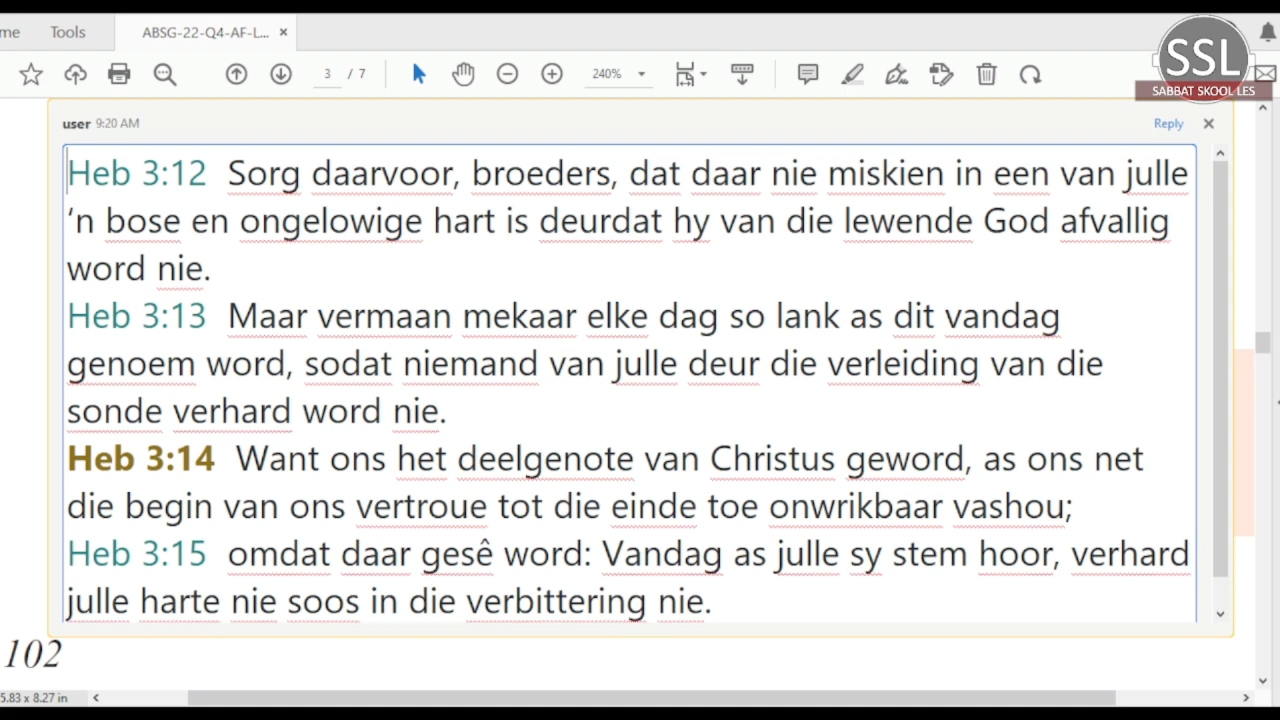 me Tools ABSG-22-Q4-AF-L... ×
SSL
SABBAT SKOOL LES
3 / 7 240%
user 9:20 AM Reply
Heb 3:12 Sorg daarvoor, broeders, dat daar nie miskien in een van julle
‘n bose en ongelowige hart is deurdat hy van die lewende God afvallig
word nie.
Heb 3:13 Maar vermaan mekaar elke dag so lank as dit vandag
genoem word, sodat niemand van julle deur die verleiding van die
sonde verhard word nie.
Heb 3:14 Want ons het deelgenote van Christus geword, as ons net
die begin van ons vertroue tot die einde toe onwrikbaar vashou;
Heb 3:15 omdat daar gesê word: Vandag as julle sy stem hoor, verhard
julle harte nie soos in die verbittering nie.
102
5.83 x 8.27 in